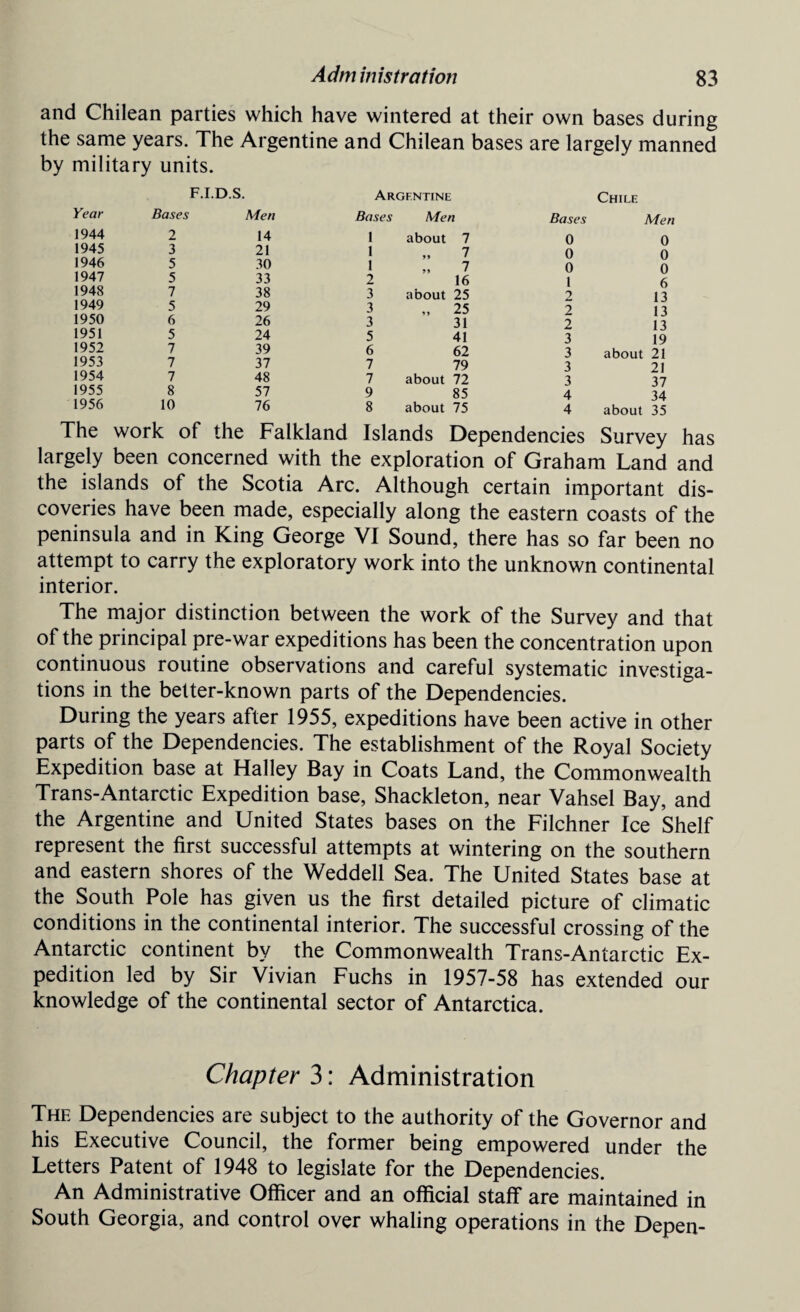 Administration 83
and Chilean parties which have wintered at their own bases during
the same years. The Argentine and Chilean bases are largely manned
by military units.
F.I.D.S. ARGENTINE CHILE
Year Bases Men Bases Men Bases Men
1944 2 14 1 about 7 0 0
1945 3 21 1 „ 7 0 0
1946 5 30 1 „ 7 0 0
1947 5 33 2 16 1 6
1948 7 38 3 about 25 2 13
1949 5 29 3 „ 25 2 13
1950 6 26 3 31 2 13
1951 5 24 5 41 3 19
1952 7 39 6 62 3 about 21
1953 7 37 7 79 3 21
1954 7 48 7 about 72 3 37
1955 8 57 9 85 4 34
1956 10 76 8 about 75 4 about 35
The work of the Falkland Islands Dependencies Survey has
largely been concerned with the exploration of Graham Land and
the islands of the Scotia Arc. Although certain important dis-
coveries have been made, especially along the eastern coasts of the
peninsula and in King George VI Sound, there has so far been no
attempt to carry the exploratory work into the unknown continental
interior.
The major distinction between the work of the Survey and that
of the principal pre-war expeditions has been the concentration upon
continuous routine observations and careful systematic investiga-
tions in the better-known parts of the Dependencies.
During the years after 1955, expeditions have been active in other
parts of the Dependencies. The establishment of the Royal Society
Expedition base at Halley Bay in Coats Land, the Commonwealth
Trans-Antarctic Expedition base, Shackleton, near Vahsel Bay, and
the Argentine and United States bases on the Filchner Ice Shelf
represent the first successful attempts at wintering on the southern
and eastern shores of the Weddell Sea. The United States base at
the South Pole has given us the first detailed picture of climatic
conditions in the continental interior. The successful crossing of the
Antarctic continent by the Commonwealth Trans-Antarctic Ex-
pedition led by Sir Vivian Fuchs in 1957-58 has extended our
knowledge of the continental sector of Antarctica.
Chapter 3: Administration
THE Dependencies are subject to the authority of the Governor and
his Executive Council, the former being empowered under the
Letters Patent of 1948 to legislate for the Dependencies.
An Administrative Officer and an official staff are maintained in
South Georgia, and control over whaling operations in the Depen-